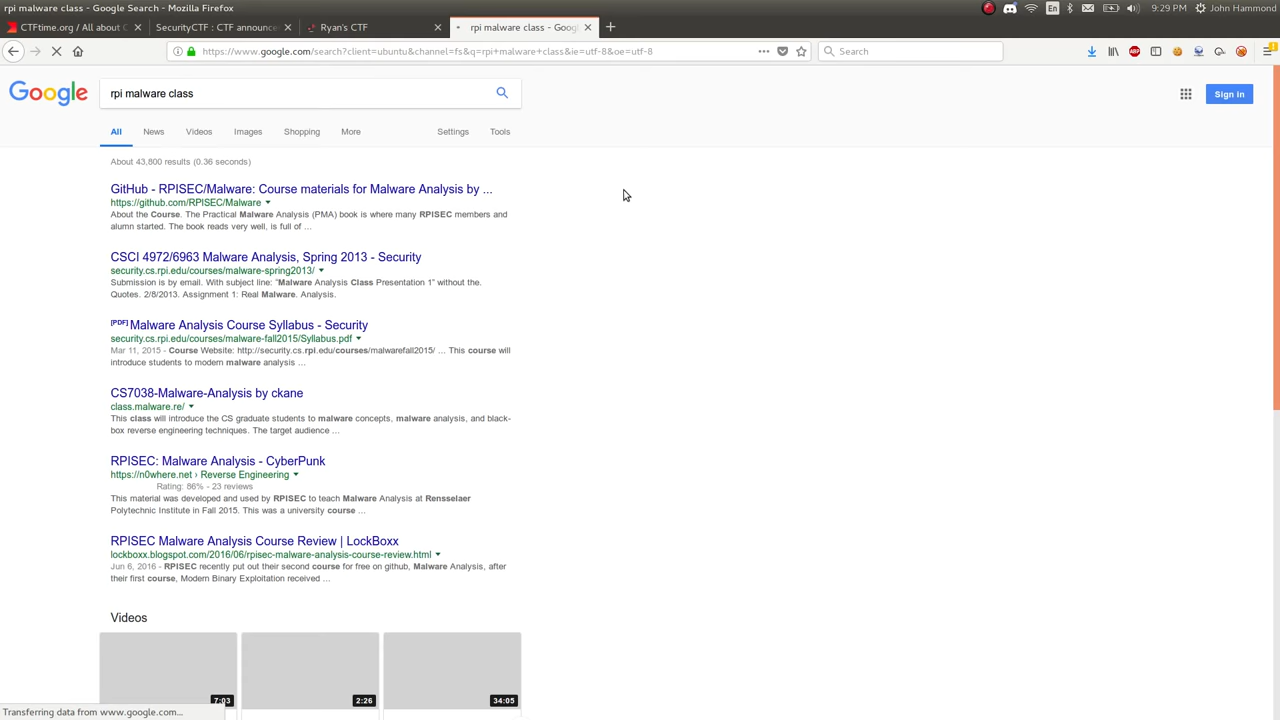 rpi malware class - Google Search - Mozilla Firefox
En
9:29 PM
John Hammond
CTFtime.org / All about C
SecurityCTF : CTF announce
Ryan's CTF
rpi malware class - Goog
https://www.google.com/search?client=ubuntu&channel=fs&q=rpi+malware+class&ie=utf-8&oe=utf-8
Search
ABP
Google
rpi malware class
Sign in
All
News
Videos
Images
Shopping
More
Settings
Tools
About 43,800 results (0.36 seconds)
GitHub - RPISEC/Malware: Course materials for Malware Analysis by ...
https://github.com/RPISEC/Malware
About the Course. The Practical Malware Analysis (PMA) book is where many RPISEC members and
alumn started. The book reads very well, is full of ...
CSCI 4972/6963 Malware Analysis, Spring 2013 - Security
security.cs.rpi.edu/courses/malware-spring2013/
Submission is by email. With subject line: "Malware Analysis Class Presentation 1" without the.
Quotes. 2/8/2013. Assignment 1: Real Malware. Analysis.
[PDF] Malware Analysis Course Syllabus - Security
security.cs.rpi.edu/courses/malware-fall2015/Syllabus.pdf
Mar 11, 2015 - Course Website: http://security.cs.rpi.edu/courses/malwarefall2015/ ... This course will
introduce students to modern malware analysis ...
CS7038-Malware-Analysis by ckane
class.malware.re/
This class will introduce the CS graduate students to malware concepts, malware analysis, and black-
box reverse engineering techniques. The target audience ...
RPISEC: Malware Analysis - CyberPunk
https://n0where.net › Reverse Engineering
Rating: 86% - 23 reviews
This material was developed and used by RPISEC to teach Malware Analysis at Rensselaer
Polytechnic Institute in Fall 2015. This was a university course ...
RPISEC Malware Analysis Course Review | LockBoxx
lockboxx.blogspot.com/2016/06/rpisec-malware-analysis-course-review.html
Jun 6, 2016 - RPISEC recently put out their second course for free on github, Malware Analysis, after
their first course, Modern Binary Exploitation received ...
Videos
7:03
2:26
34:05
Transferring data from www.google.com...